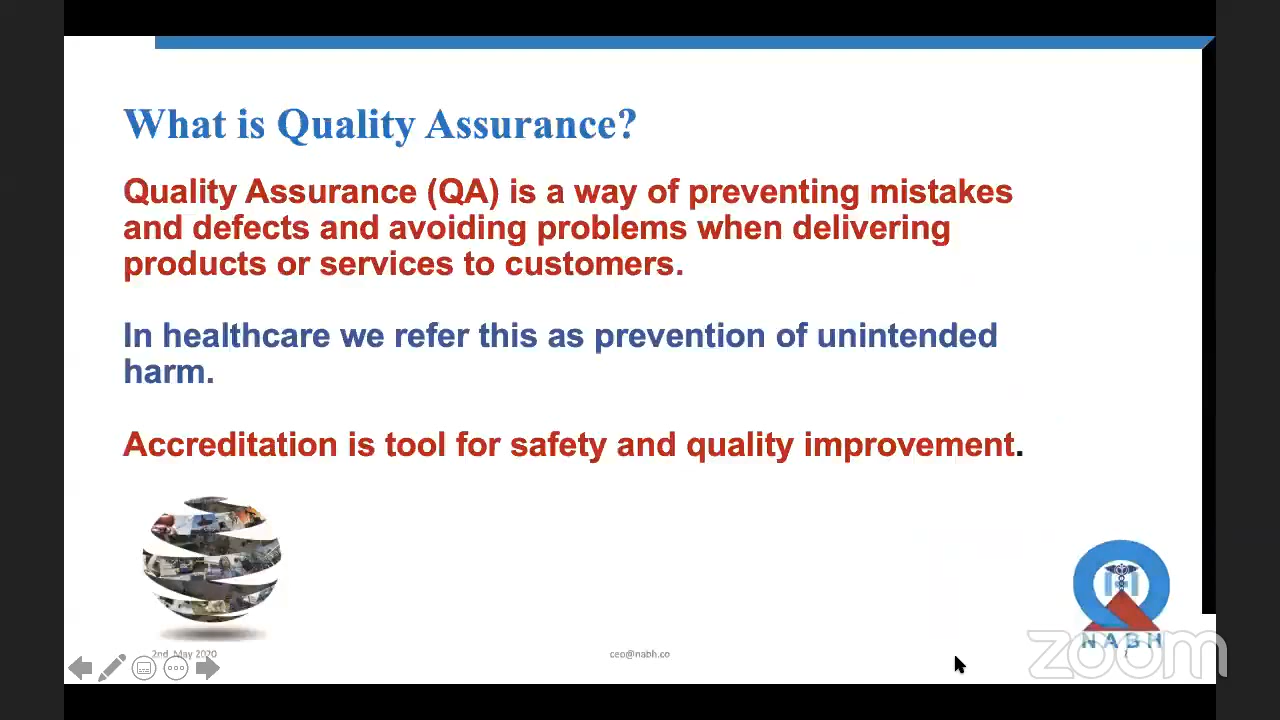 What is Quality Assurance?
Quality Assurance (QA) is a way of preventing mistakes
and defects and avoiding problems when delivering
products or services to customers.
In healthcare we refer this as prevention of unintended
harm.
Accreditation is tool for safety and quality improvement.
NABH
2nd, May 2020
ceo@nabh.co
zoom